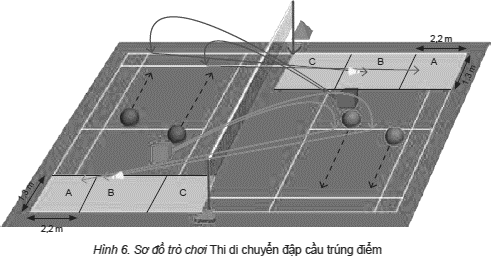 2,2 m
C B A
1,3 m
1,3 m
A B C
2,2 m
Hình 6. Sơ đồ trò chơi Thi di chuyển đập cầu trúng điểm